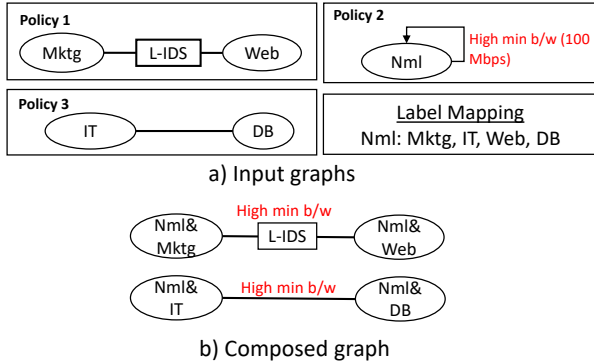 Policy 1
Mktg
L-IDS
Web
Policy 2
Nml
High min b/w (100
Mbps)
Policy 3
IT
DB
Label Mapping
Nml: Mktg, IT, Web, DB
a) Input graphs
High min b/w
Nml&
Mktg
L-IDS
Nml&
Web
Nml&
IT
High min b/w
Nml&
DB
b) Composed graph